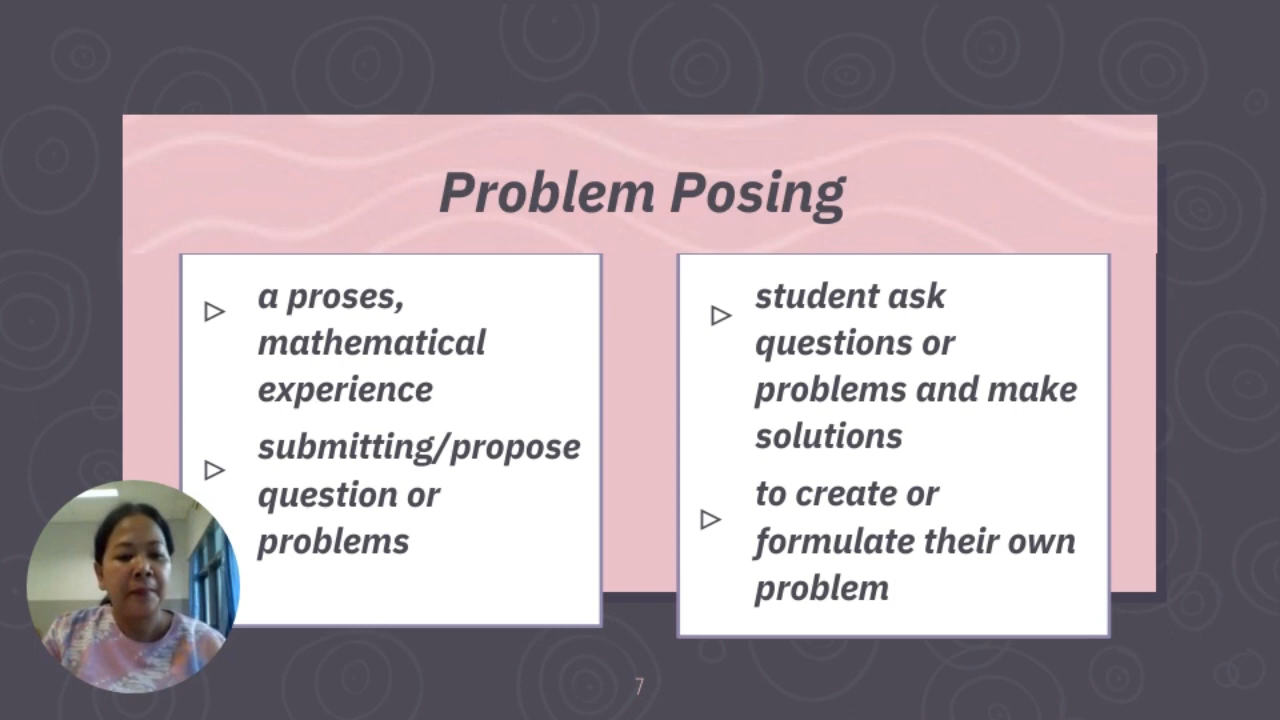 Problem Posing
a proses,
mathematical
experience
submitting/propose
question or
problems
student ask
questions or
problems and make
solutions
to create or
formulate their own
problem
7